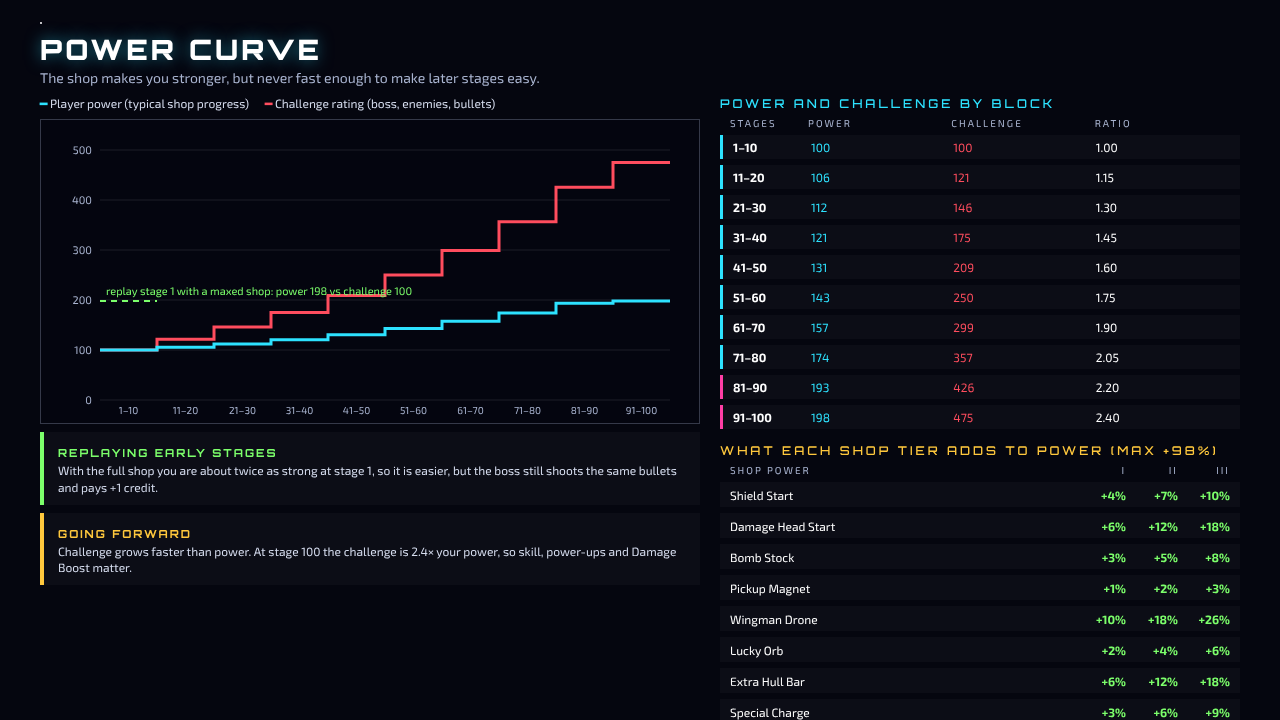 POWER CURVE
The shop makes you stronger, but never fast enough to make later stages easy.
Player power (typical shop progress) Challenge rating (boss, enemies, bullets)
500
400
300
200
100
0
replay stage 1 with a maxed shop: power 198 vs challenge 100
1–10 11–20 21–30 31–40 41–50 51–60 61–70 71–80 81–90 91–100
REPLAYING EARLY STAGES
With the full shop you are about twice as strong at stage 1, so it is easier, but the boss still shoots the same bullets
and pays +1 credit.
GOING FORWARD
Challenge grows faster than power. At stage 100 the challenge is 2.4× your power, so skill, power-ups and Damage
Boost matter.
POWER AND CHALLENGE BY BLOCK
STAGES POWER CHALLENGE RATIO
1–10 100 100 1.00
11–20 106 121 1.15
21–30 112 146 1.30
31–40 121 175 1.45
41–50 131 209 1.60
51–60 143 250 1.75
61–70 157 299 1.90
71–80 174 357 2.05
81–90 193 426 2.20
91–100 198 475 2.40
WHAT EACH SHOP TIER ADDS TO POWER (MAX +98%)
SHOP POWER I II III
Shield Start +4% +7% +10%
Damage Head Start +6% +12% +18%
Bomb Stock +3% +5% +8%
Pickup Magnet +1% +2% +3%
Wingman Drone +10% +18% +26%
Lucky Orb +2% +4% +6%
Extra Hull Bar +6% +12% +18%
Special Charge +3% +6% +9%